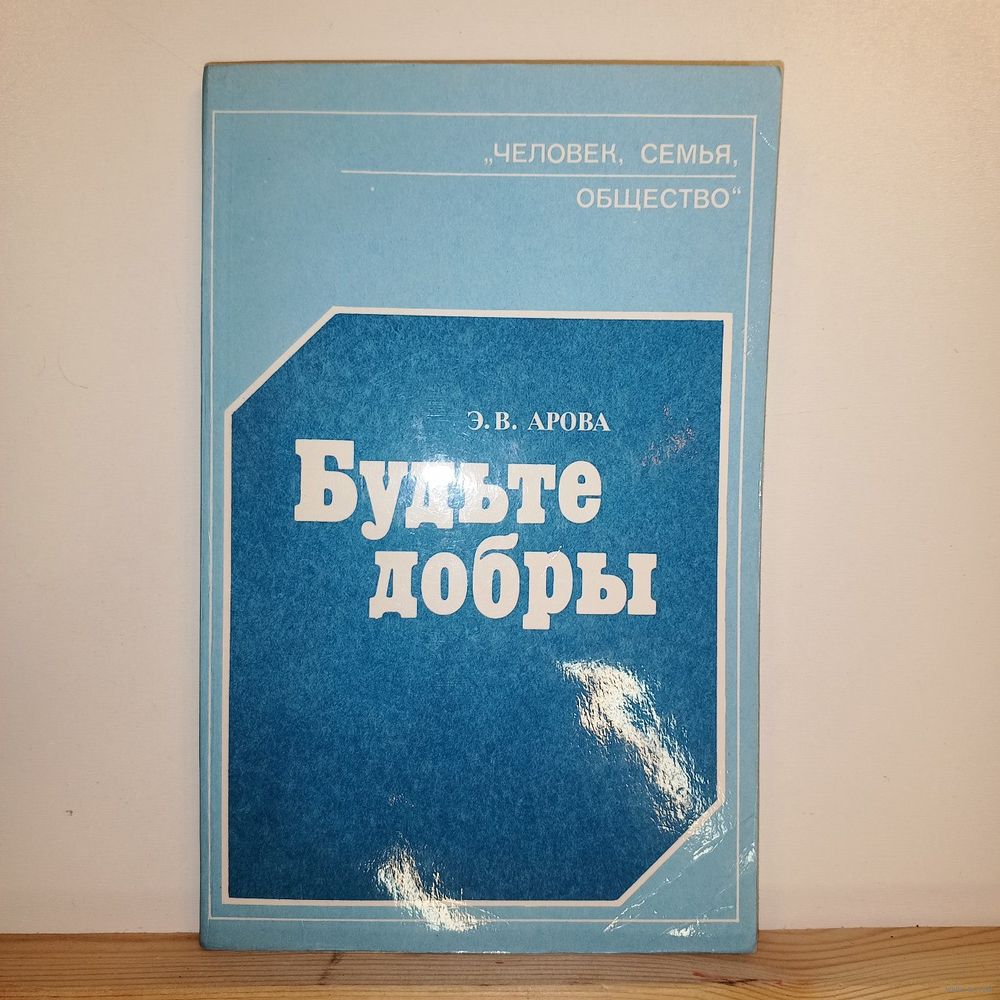 „ЧЕЛОВЕК, СЕМЬЯ,
ОБЩЕСТВО“
Э. В. АРОВА
Будьте
добры